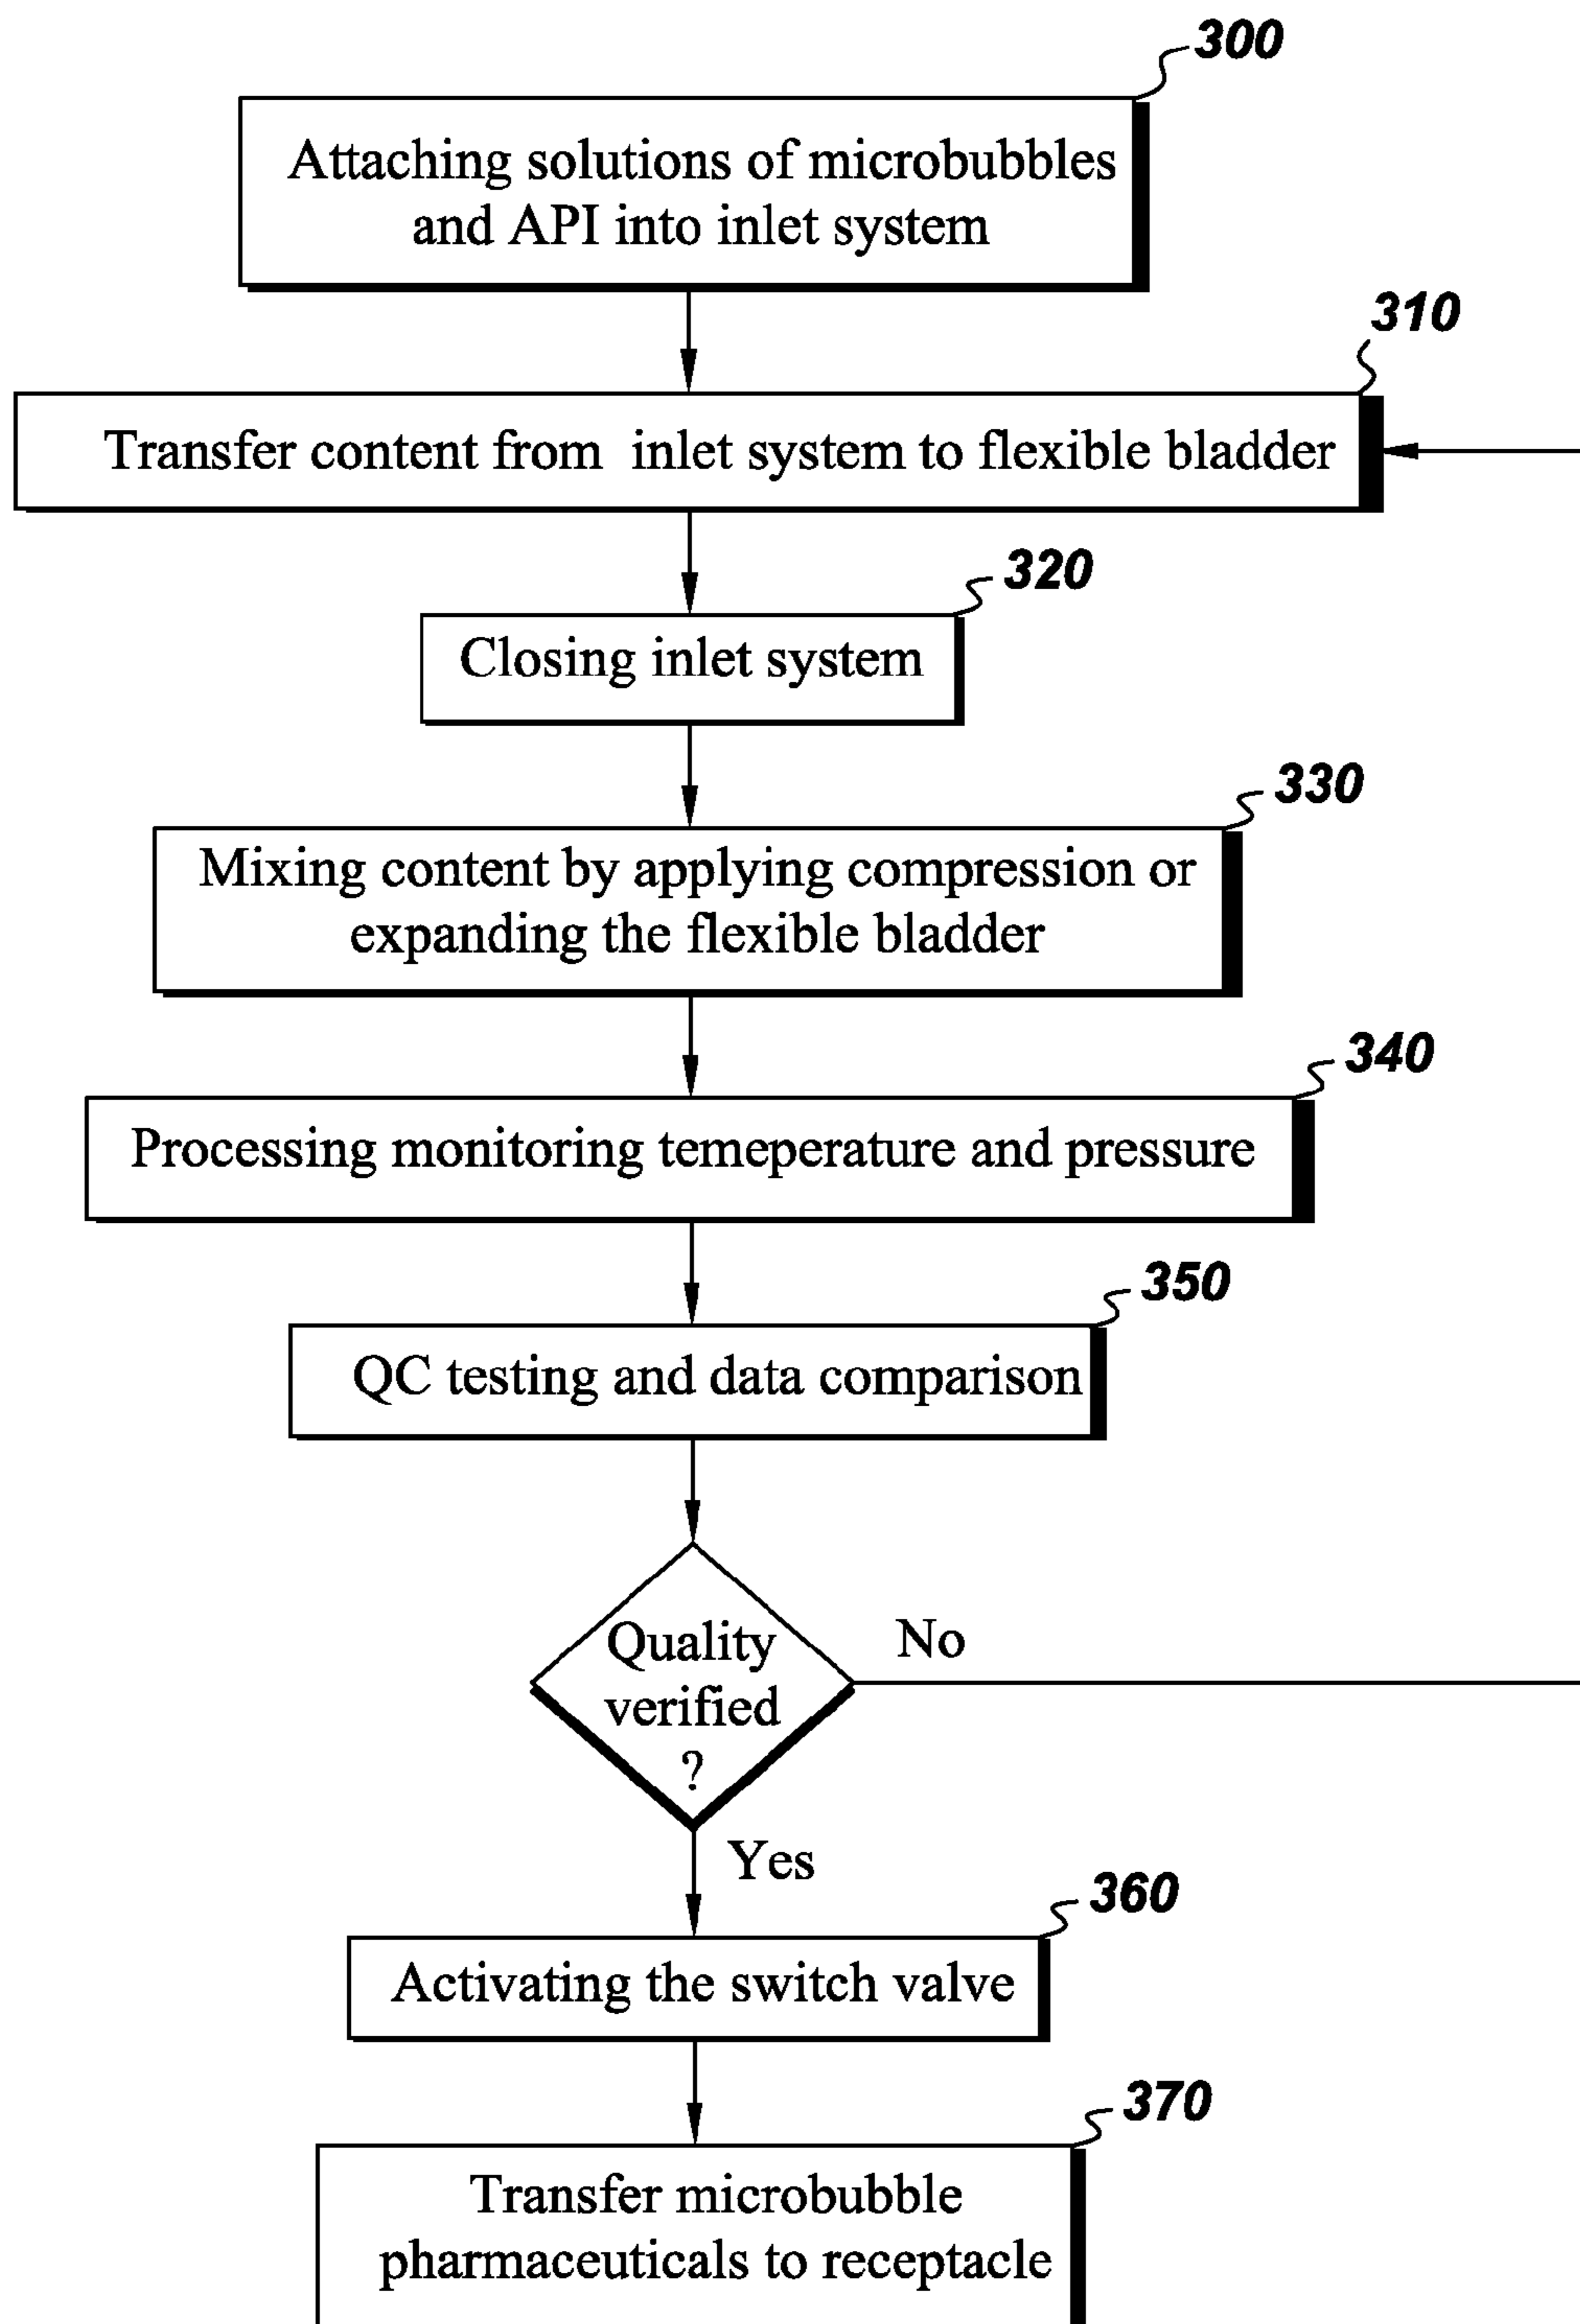 300
Attaching solutions of microbubbles
and API into inlet system
310
Transfer content from inlet system to flexible bladder
320
Closing inlet system
330
Mixing content by applying compression or
expanding the flexible bladder
340
Processing monitoring temeperature and pressure
350
QC testing and data comparison
Quality
verified
?
No
Yes
360
Activating the switch valve
370
Transfer microbubble
pharmaceuticals to receptacle